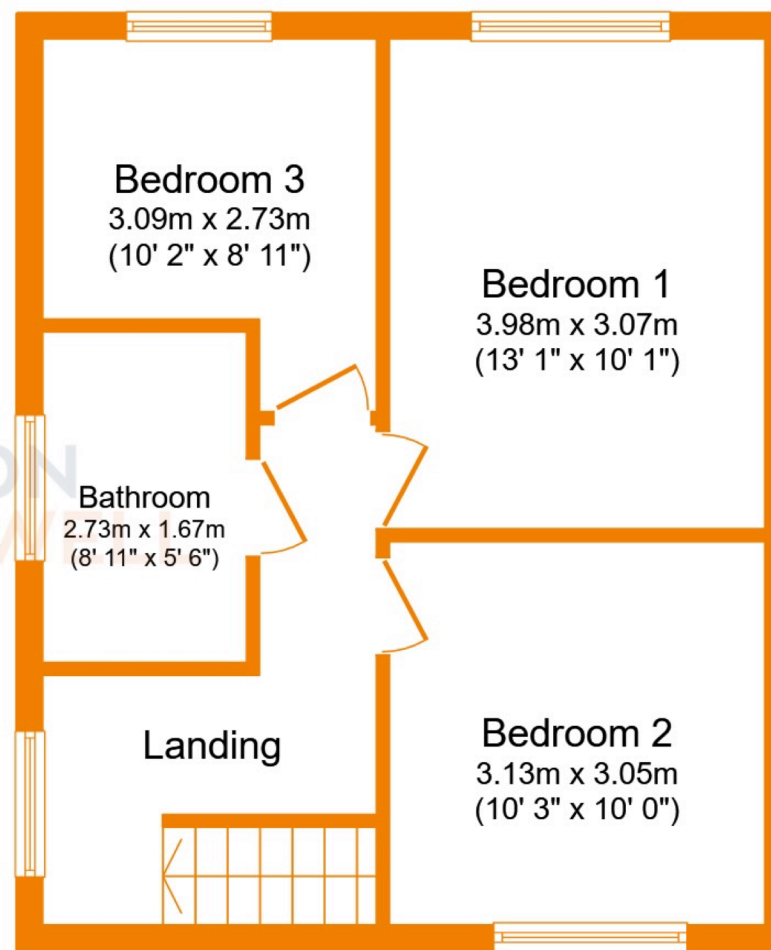 Bedroom 3
3.09m x 2.73m
(10' 2" x 8' 11")
Bedroom 1
3.98m x 3.07m
(13' 1" x 10' 1")
ON
WELL
Bathroom
2.73m x 1.67m
(8' 11" x 5' 6")
Landing
Bedroom 2
3.13m x 3.05m
(10' 3" x 10' 0")